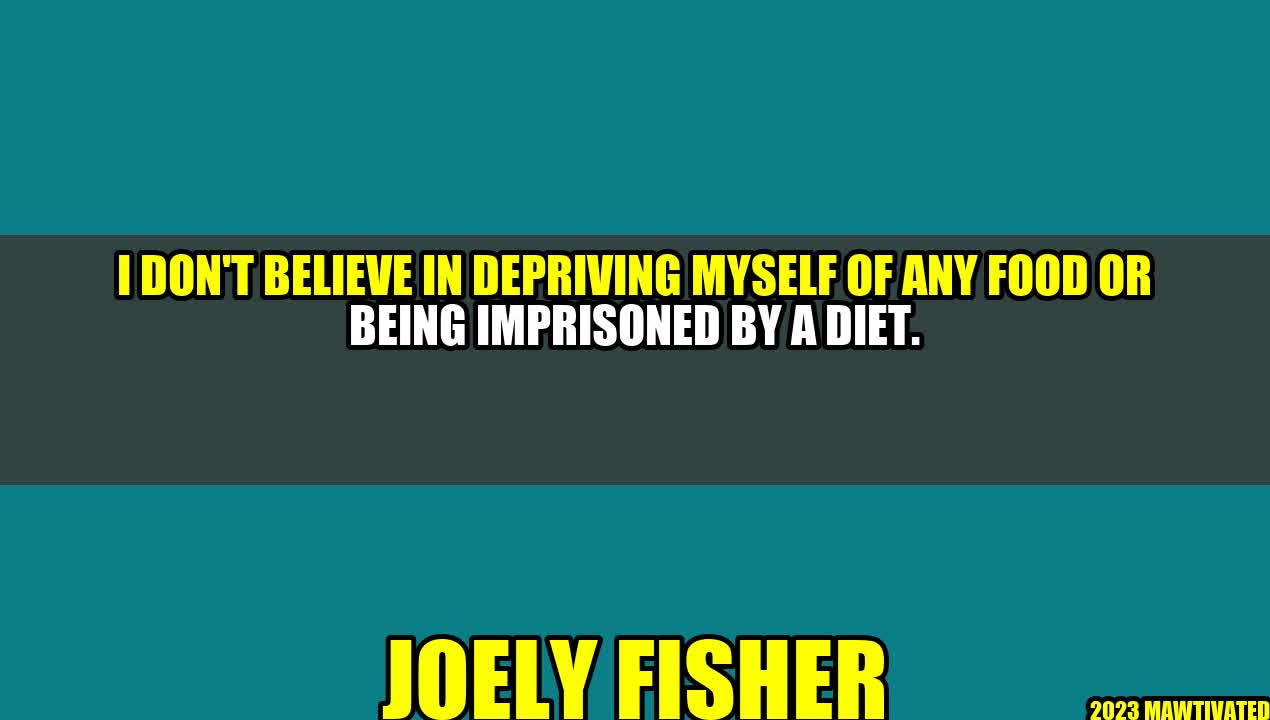 I DON'T BELIEVE IN DEPRIVING MYSELF OF ANY FOOD OR
BEING IMPRISONED BY A DIET.
JOELY FISHER
2023 MAWTIVATED